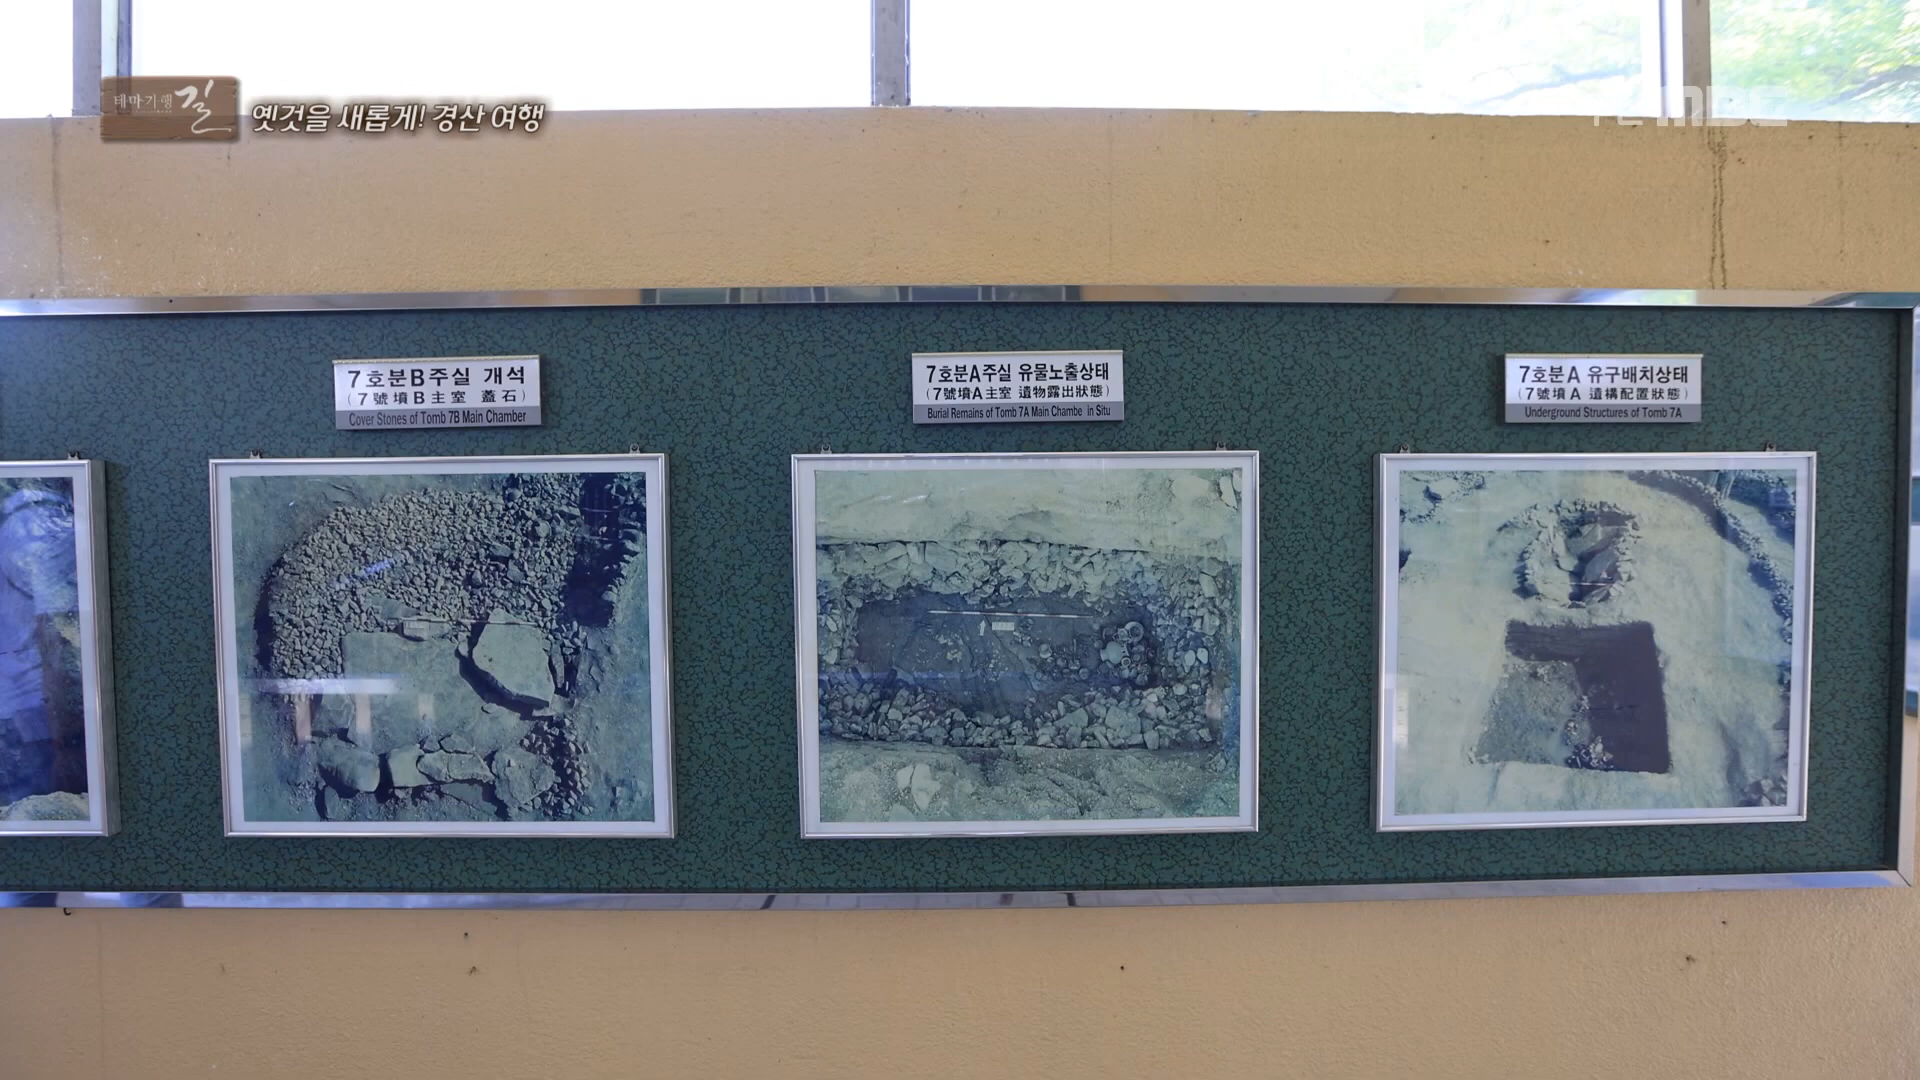 테마기행 길
옛것을 새롭게! 경산 여행
MBC
7호분B주실 개석
(7號墳B主室 蓋石)
Cover Stones of Tomb 7B Main Chamber
7호분A주실 유물노출상태
(7號墳A主室 遺物露出狀態)
Burial Remains of Tomb 7A Main Chambe in Situ
7호분A 유구배치상태
(7號墳A 遺構配置狀態)
Underground Structures of Tomb 7A